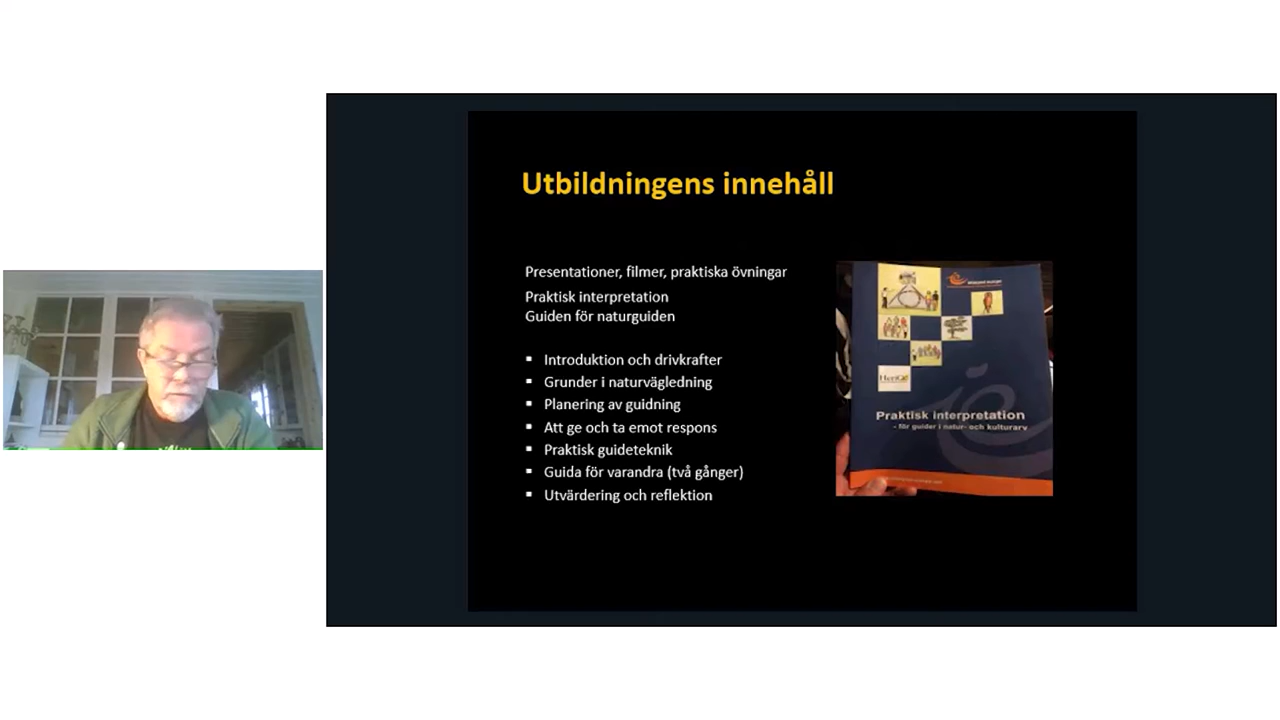 Utbildningens innehåll
Presentationer, filmer, praktiska övningar
Praktisk interpretation
Guiden för naturguiden
▪ Introduktion och drivkrafter
▪ Grunder i naturvägledning
▪ Planering av guidning
▪ Att ge och ta emot respons
▪ Praktisk guideteknik
▪ Guida för varandra (två gånger)
▪ Utvärdering och reflektion
Praktisk interpretation
- för guider i natur- och kulturarv